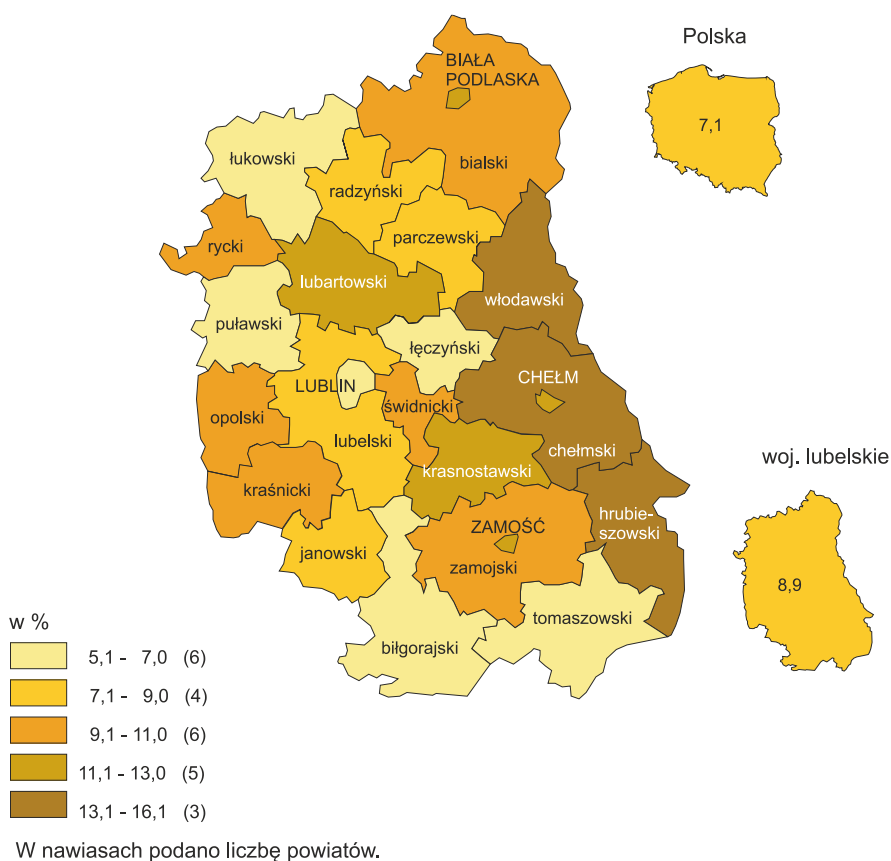 Polska
7,1
BIAŁA
PODLASKA
bialski
łukowski
radzyński
parczewski
rycki
lubartowski
włodawski
puławski
łęczyński
LUBLIN
CHEŁM
świdnicki
opolski
lubelski
chełmski
krasnostawski
kraśnicki
woj. lubelskie
8,9
hrubie-
szowski
ZAMOŚĆ
zamojski
janowski
tomaszowski
biłgorajski
w %
5,1 - 7,0 (6)
7,1 - 9,0 (4)
9,1 - 11,0 (6)
11,1 - 13,0 (5)
13,1 - 16,1 (3)
W nawiasach podano liczbę powiatów.